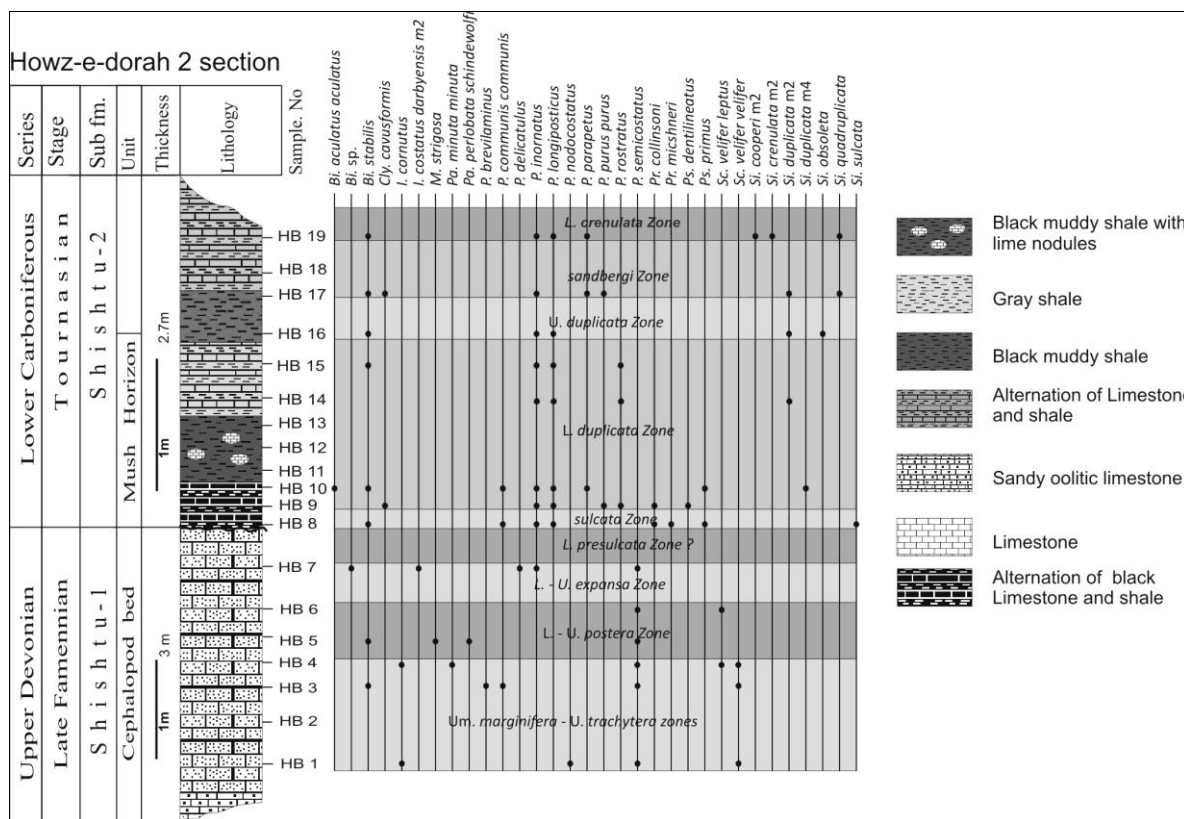 Howz-e-dorah 2 section
Series
Stage
Sub fm.
Unit
Thickness
Lithology
Sample. No
Bi. aculatus aculatus
Bi. sp.
Bi. stabilis
Cly. cavusformis
I. cornutus
I. costatus darbyensis m2
M. strigosa
Pa. minuta minuta
Pa. perlobata schindewolfi
P. brevilaminus
P. communis communis
P. delicatulus
P. inornatus
P. longiposticus
P. nodocostatus
P. parapetus
P. purus purus
P. rostratus
P. semicostatus
Pr. collinsoni
Pr. micshneri
Ps. dentilineatus
Ps. primus
Sc. velifer leptus
Sc. velifer velifer
Si. cooperi m2
Si. crenulata m2
Si. duplicata m2
Si. duplicata m4
Si. obsoleta
Si. quadruplicata
Si. sulcata
Lower Carboniferous
Tournasian
Shishtu-2
Mush Horizon
2.7m
1m
Upper Devonian
Late Famennian
Shishtu-1
Cephalopod bed
3 m
1m
HB 19
HB 18
HB 17
HB 16
HB 15
HB 14
HB 13
HB 12
HB 11
HB 10
HB 9
HB 8
HB 7
HB 6
HB 5
HB 4
HB 3
HB 2
HB 1
L. crenulata Zone
sandbergi Zone
U. duplicata Zone
L. duplicata Zone
sulcata Zone
L. presulcata Zone ?
L. - U. expansa Zone
L. - U. postera Zone
Um. marginifera - U. trachytera zones
Black muddy shale with
lime nodules
Gray shale
Black muddy shale
Alternation of Limestone
and shale
Sandy oolitic limestone
Limestone
Alternation of black
Limestone and shale